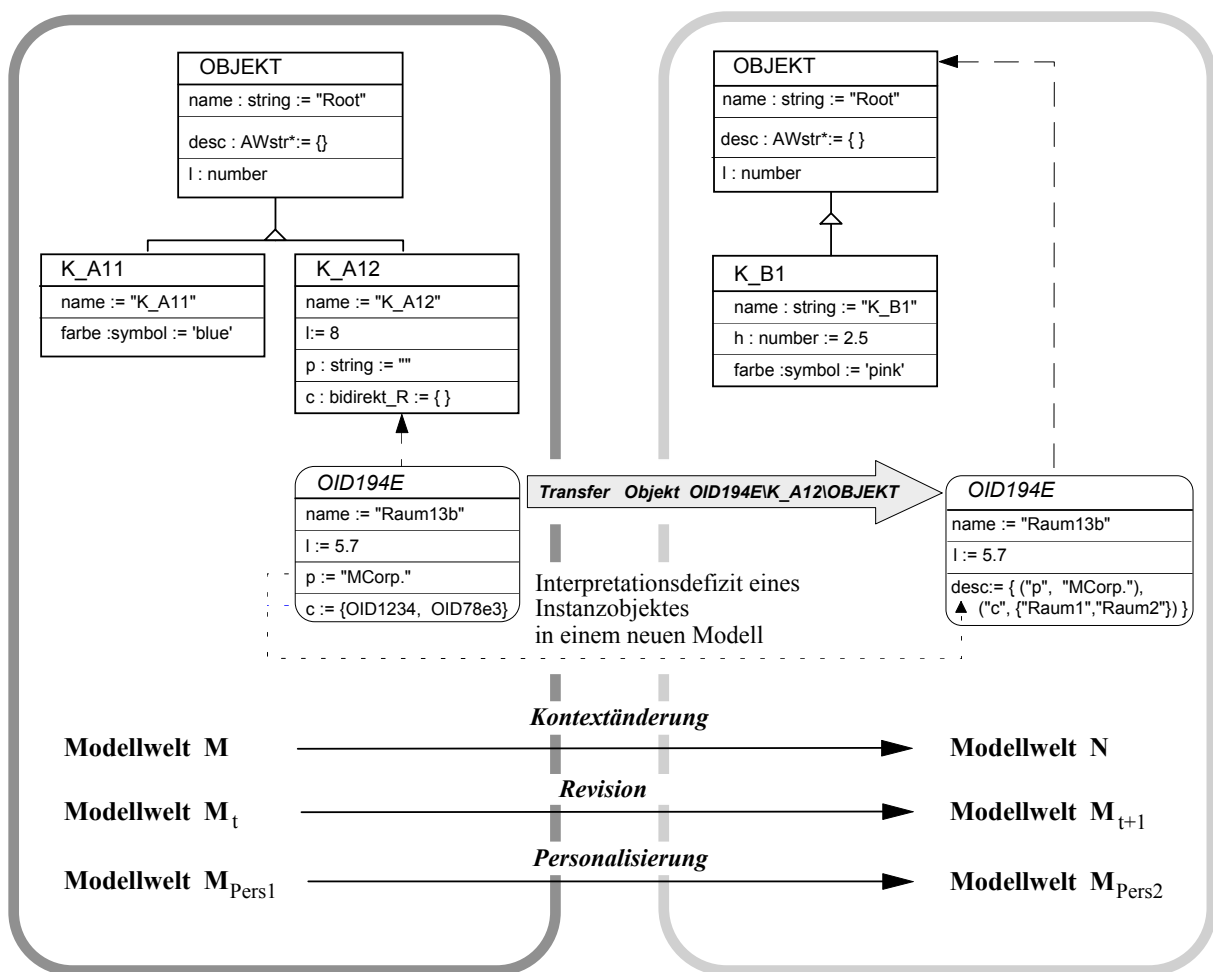 OBJEKT
name : string := "Root"
desc : AWstr*:= {}
l : number
K_A11
name := "K_A11"
farbe :symbol := 'blue'
K_A12
name := "K_A12"
l:= 8
p : string := ""
c : bidirekt_R := { }
OID194E
name := "Raum13b"
l := 5.7
p := "MCorp."
c := {OID1234, OID78e3}
OBJEKT
name : string := "Root"
desc : AWstr*:= { }
l : number
K_B1
name : string := "K_B1"
h : number := 2.5
farbe :symbol := 'pink'
Transfer Objekt OID194E\K_A12\OBJEKT
OID194E
name := "Raum13b"
l := 5.7
desc:= { ("p", "MCorp."),
("c", {"Raum1","Raum2"}) }
Interpretationsdefizit eines
Instanzobjektes
in einem neuen Modell
Kontextänderung
Modellwelt M
Modellwelt N
Revision
Modellwelt Mt
Modellwelt Mt+1
Personalisierung
Modellwelt MPers1
Modellwelt MPers2